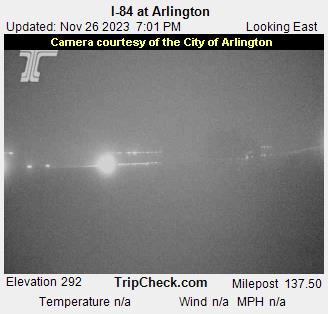 I-84 at Arlington
Updated: Nov 26 2023 7:01 PM Looking East
Camera courtesy of the City of Arlington
Elevation 292 TripCheck.com Milepost 137.50
Temperature n/a Wind n/a MPH n/a